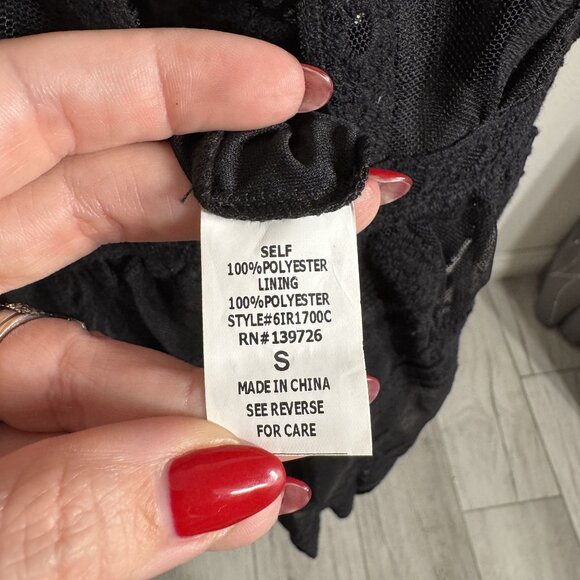 SELF
100%POLYESTER
LINING
100%POLYESTER
STYLE#6IR1700C
RN#139726
S
MADE IN CHINA
SEE REVERSE
FOR CARE